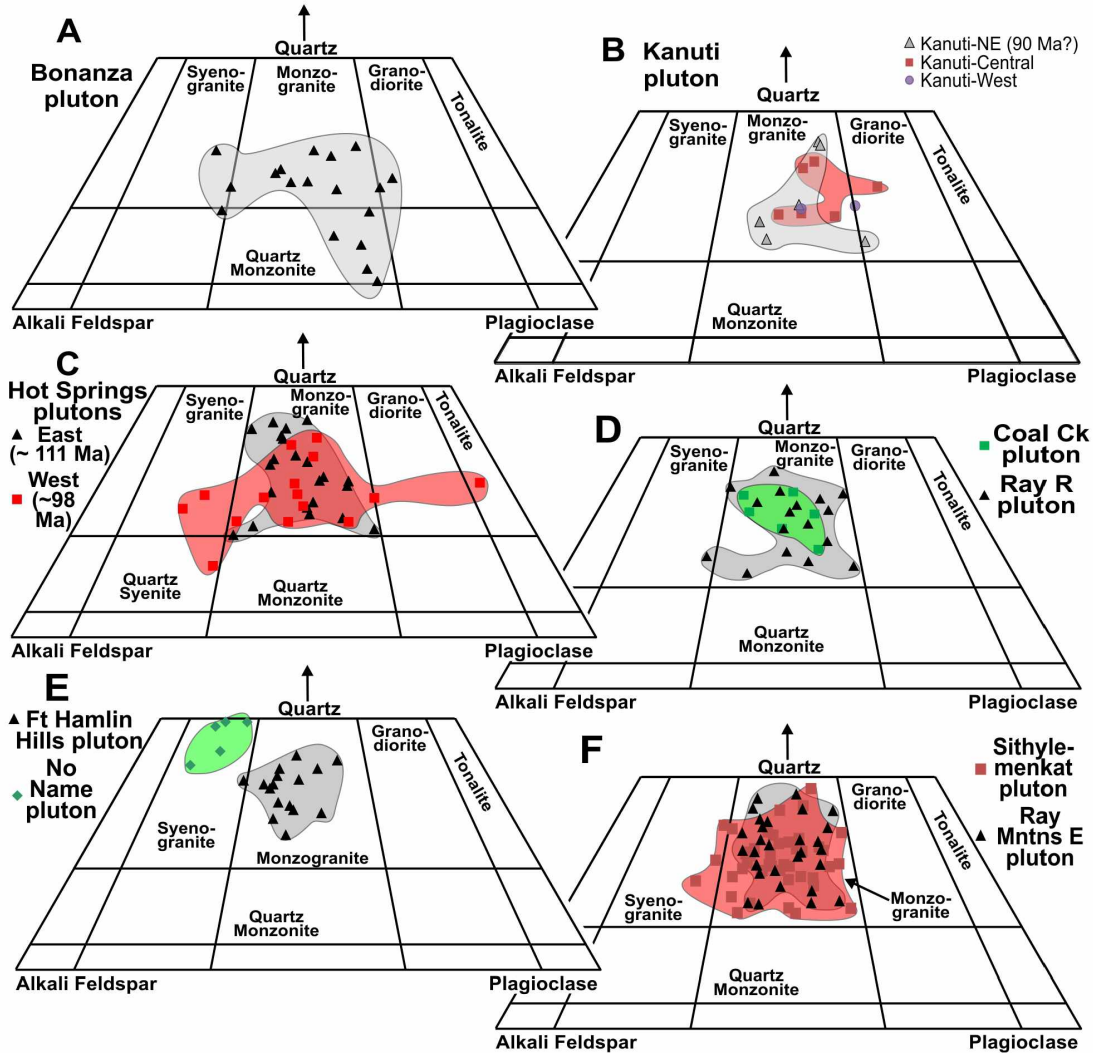 A
Bonanza
pluton
Quartz
Syeno-
granite
Monzo-
granite
Grano-
diorite
Tonalite
Quartz
Monzonite
Alkali Feldspar
Plagioclase
B
Kanuti
pluton
Kanuti-NE (90 Ma?)
Kanuti-Central
Kanuti-West
Quartz
Syeno-
granite
Monzo-
granite
Grano-
diorite
Tonalite
Quartz
Monzonite
Alkali Feldspar
Plagioclase
C
Hot Springs
plutons
East
(~ 111 Ma)
West
(~98
Ma)
Quartz
Syeno-
granite
Monzo-
granite
Grano-
diorite
Tonalite
Quartz
Syenite
Quartz
Monzonite
Alkali Feldspar
Plagioclase
D
Coal Ck
pluton
Ray R
pluton
Quartz
Syeno-
granite
Monzo-
granite
Grano-
diorite
Tonalite
Quartz
Monzonite
Alkali Feldspar
Plagioclase
E
Ft Hamlin
Hills pluton
No
Name
pluton
Quartz
Grano-
diorite
Tonalite
Syeno-
granite
Monzogranite
Quartz
Monzonite
Alkali Feldspar
Plagioclase
F
Sithyle-
menkat
pluton
Ray
Mntns E
pluton
Quartz
Grano-
diorite
Tonalite
Syeno-
granite
Monzo-
granite
Quartz
Monzonite
Alkali Feldspar
Plagioclase